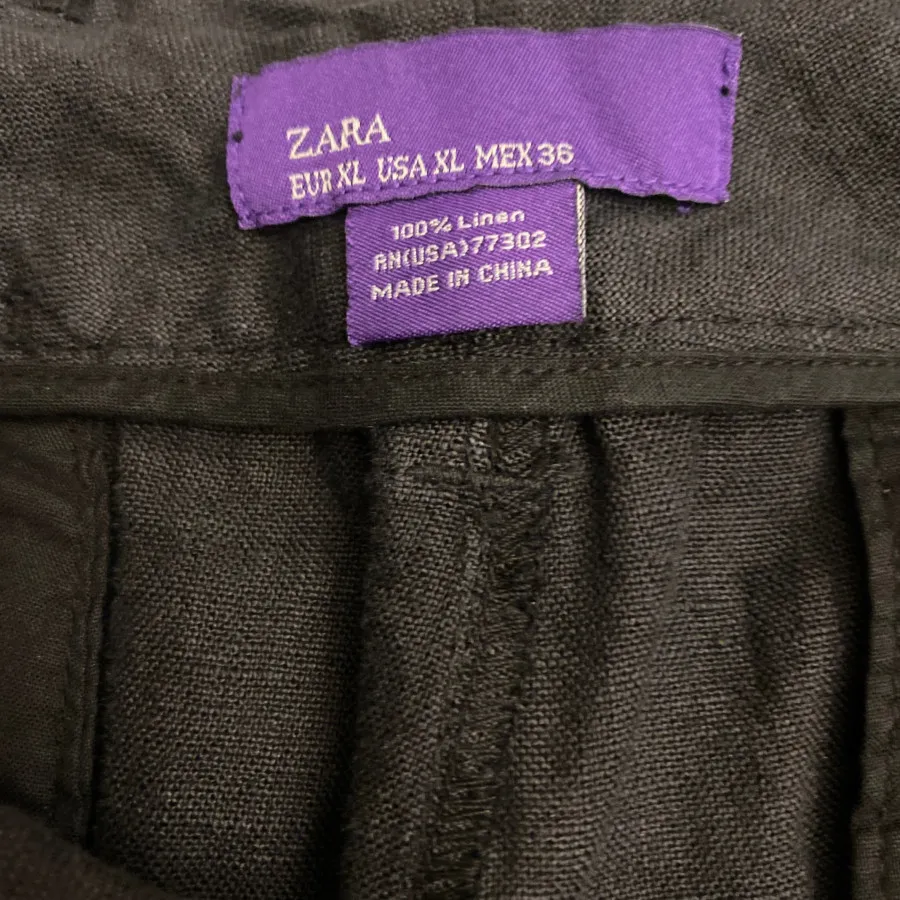 ZARA
EUR XL USA XL MEX 36
100% Linen
RN(USA)77302
MADE IN CHINA